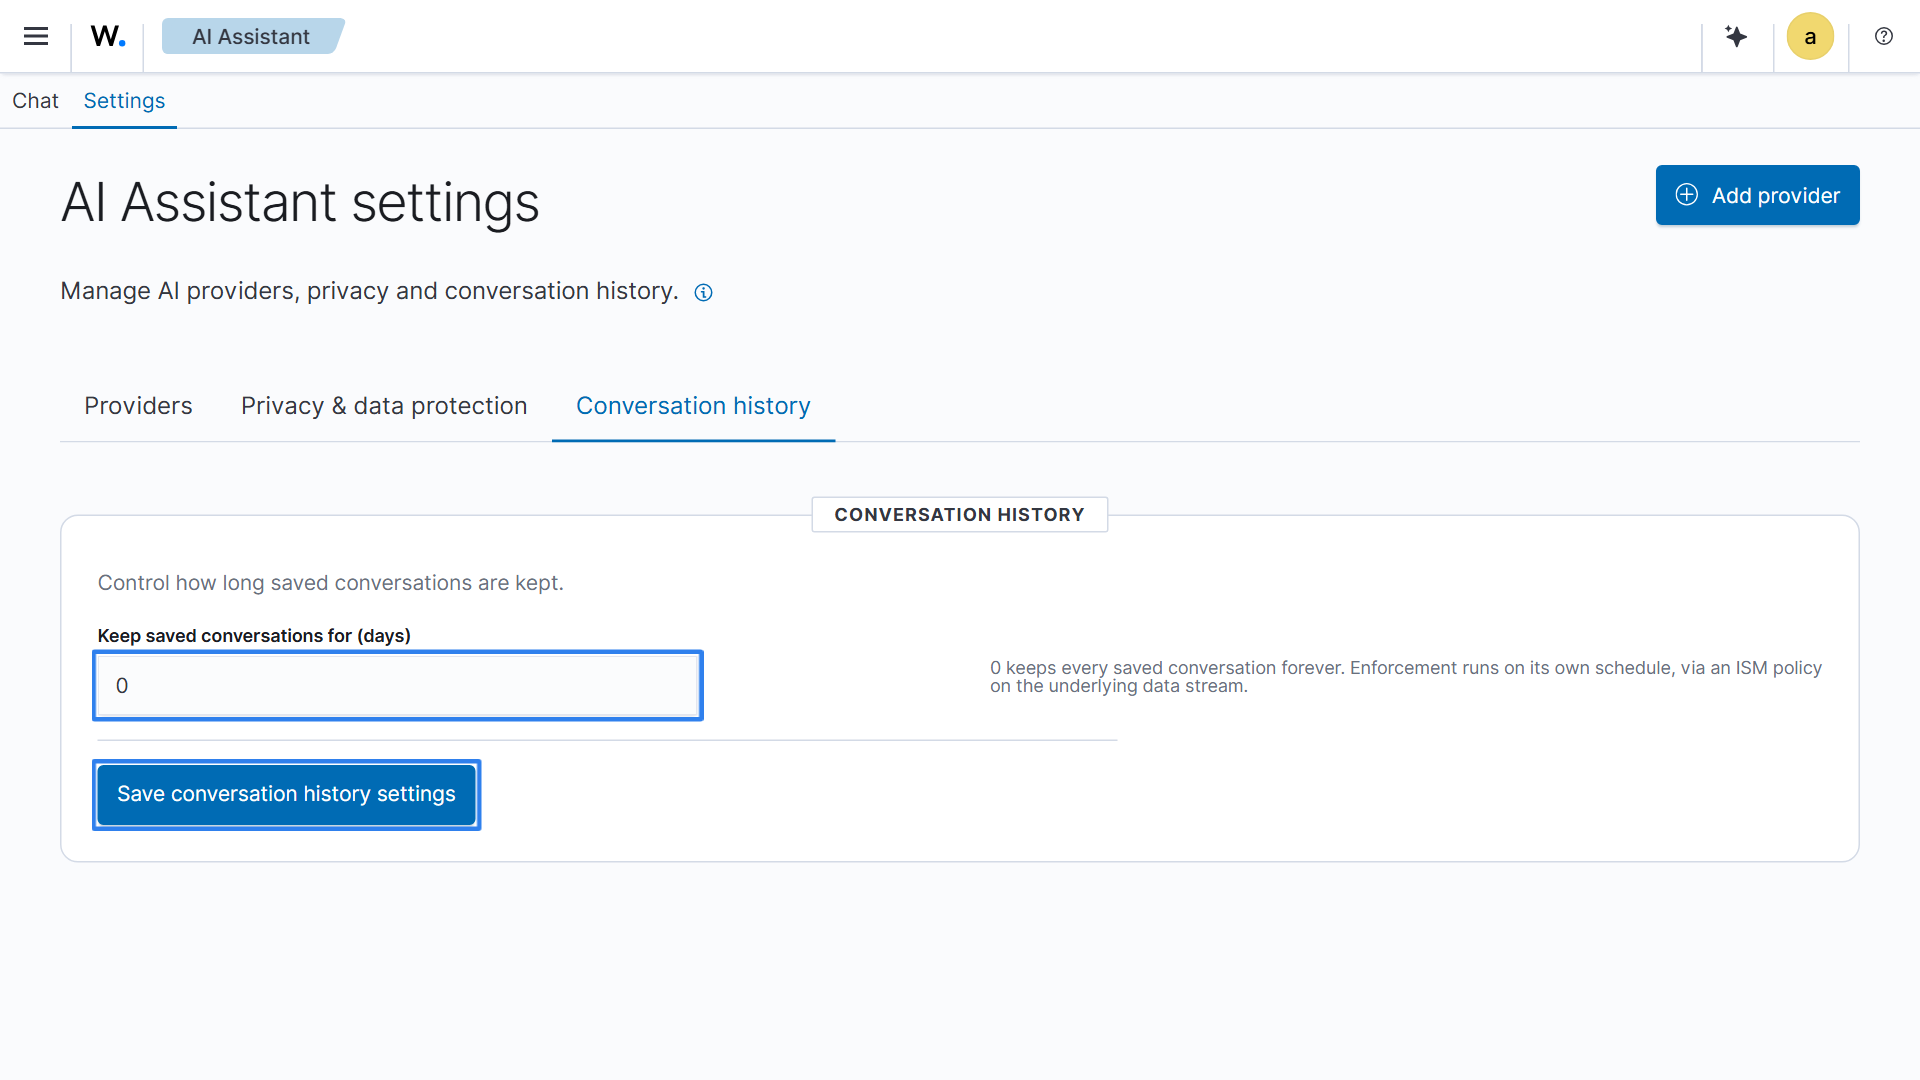 W.
AI Assistant
a
Chat
Settings
AI Assistant settings
Add provider
Manage AI providers, privacy and conversation history.
Providers
Privacy & data protection
Conversation history
CONVERSATION HISTORY
Control how long saved conversations are kept.
Keep saved conversations for (days)
0
0 keeps every saved conversation forever. Enforcement runs on its own schedule, via an ISM policy
on the underlying data stream.
Save conversation history settings